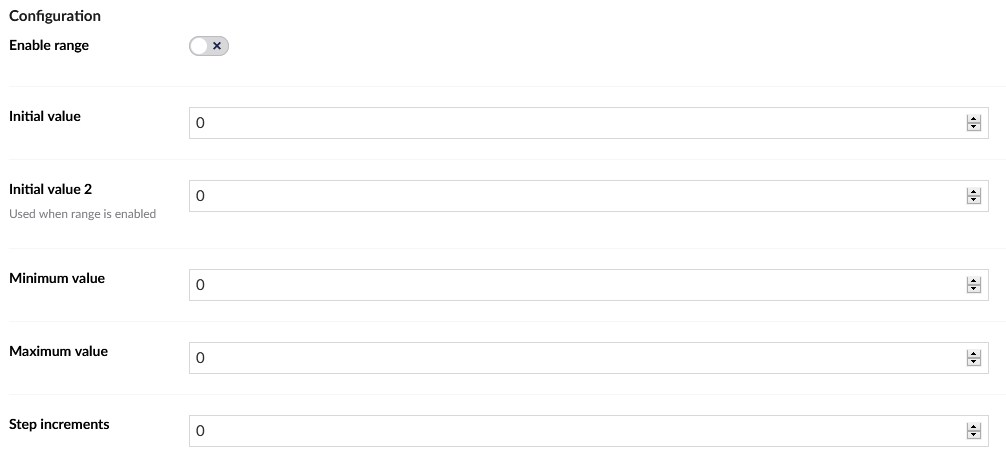 Configuration
Enable range
Initial value
0
Initial value 2
0
Used when range is enabled
Minimum value
0
Maximum value
0
Step increments
0